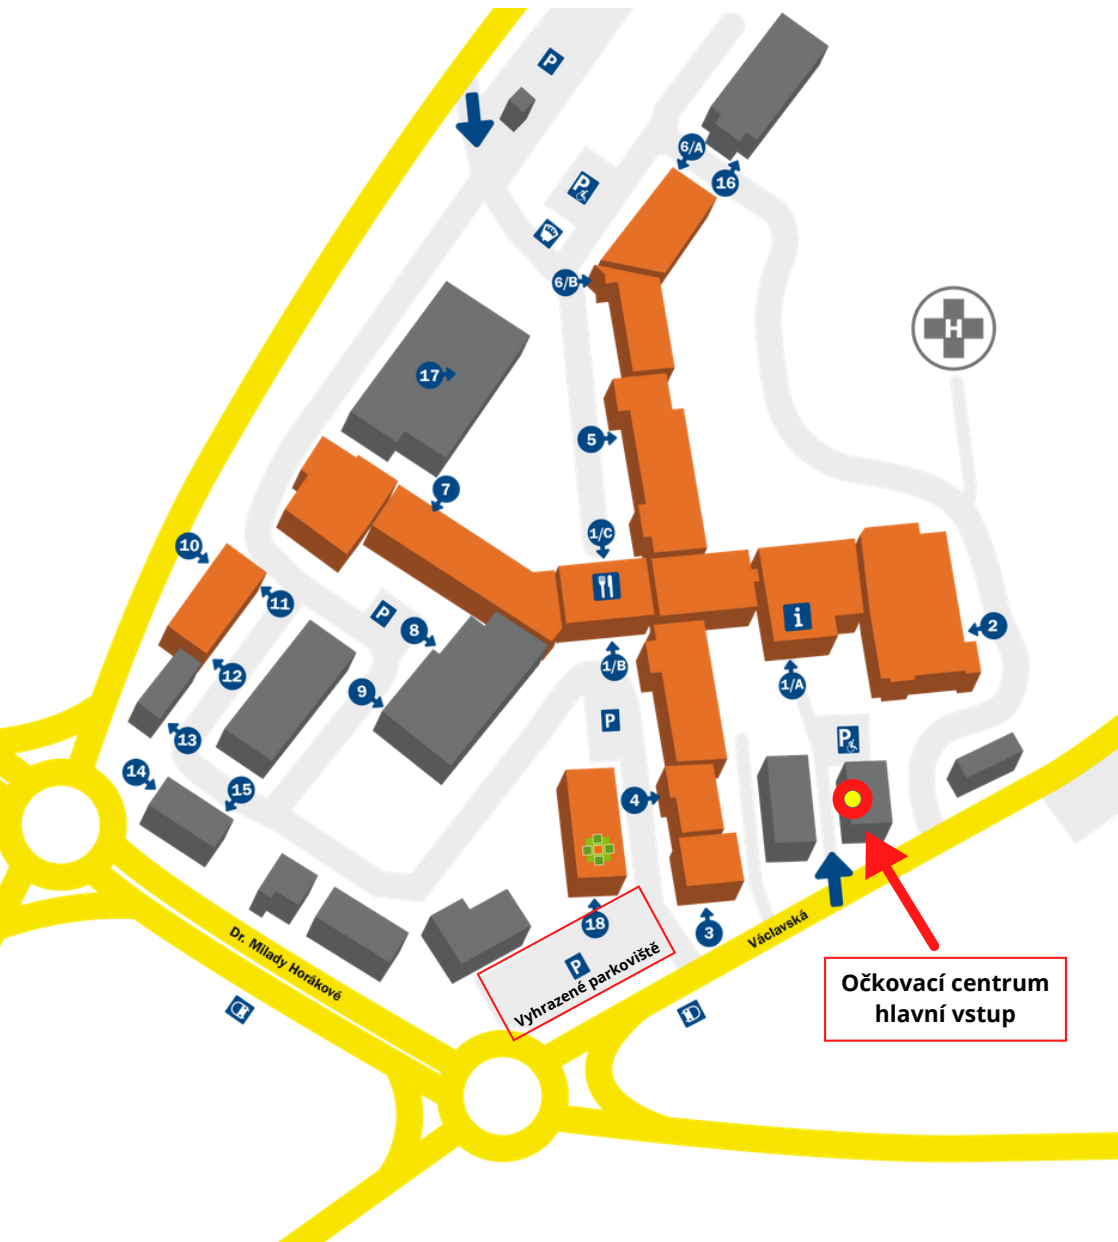 P
6/A
16
P
6/B
H
17
5
7
1/C
10
11
P
8
i
2
1/B
12
9
1/A
P
13
P
14
15
4
18
3
Václavská
Dr. Milady Horákové
P
Vyhrazené parkoviště
Očkovací centrum
hlavní vstup